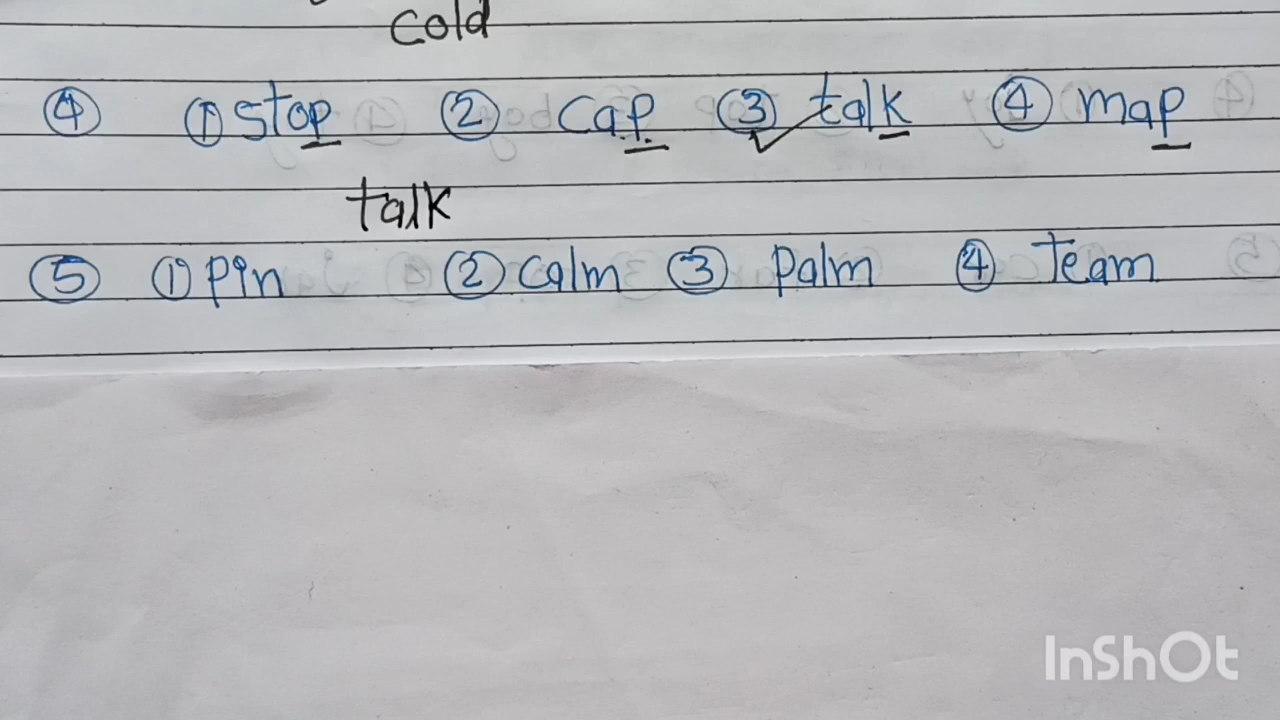 cold
④ ① stop ② cap ③ talk ④ map
talk
⑤ ① pin ② calm ③ palm ④ Team
InShOt